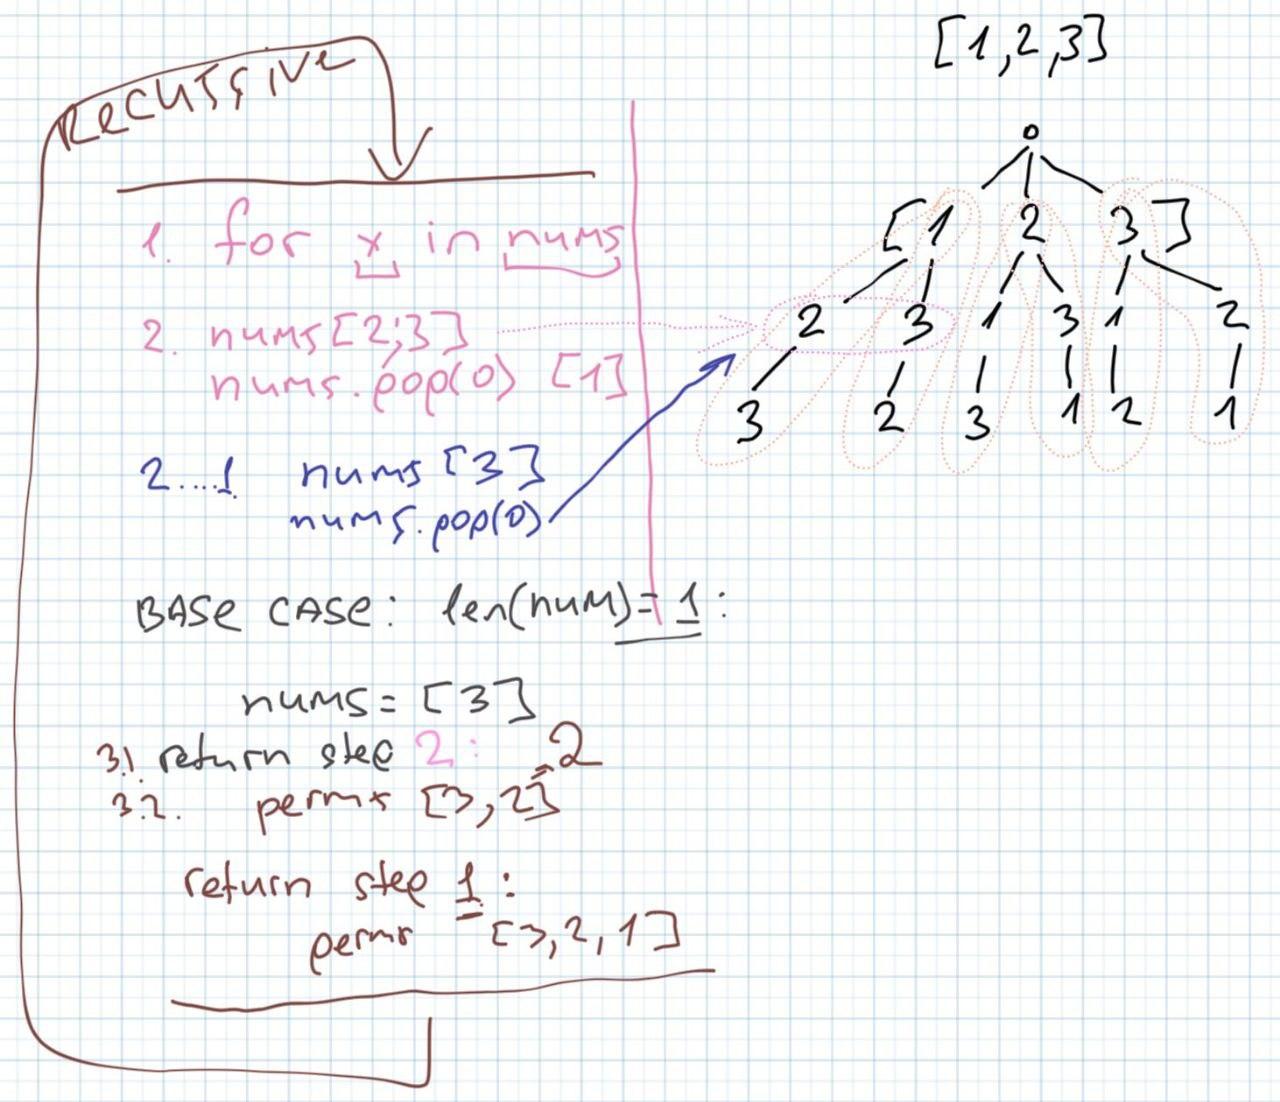 [1,2,3]
Recursive
1. for x in nums
2. nums[2,3]
nums.pop(0) [1]
2....1 nums [3]
nums.pop(0)
BASE CASE: len(num)=1:
nums=[3]
3.1. return step 2: 2
3.2. perms [3,2]
return step 1:
perms [3,2,1]
0
[1 2 3]
2 3 1 3 1 2
3 2 3 1 2 1